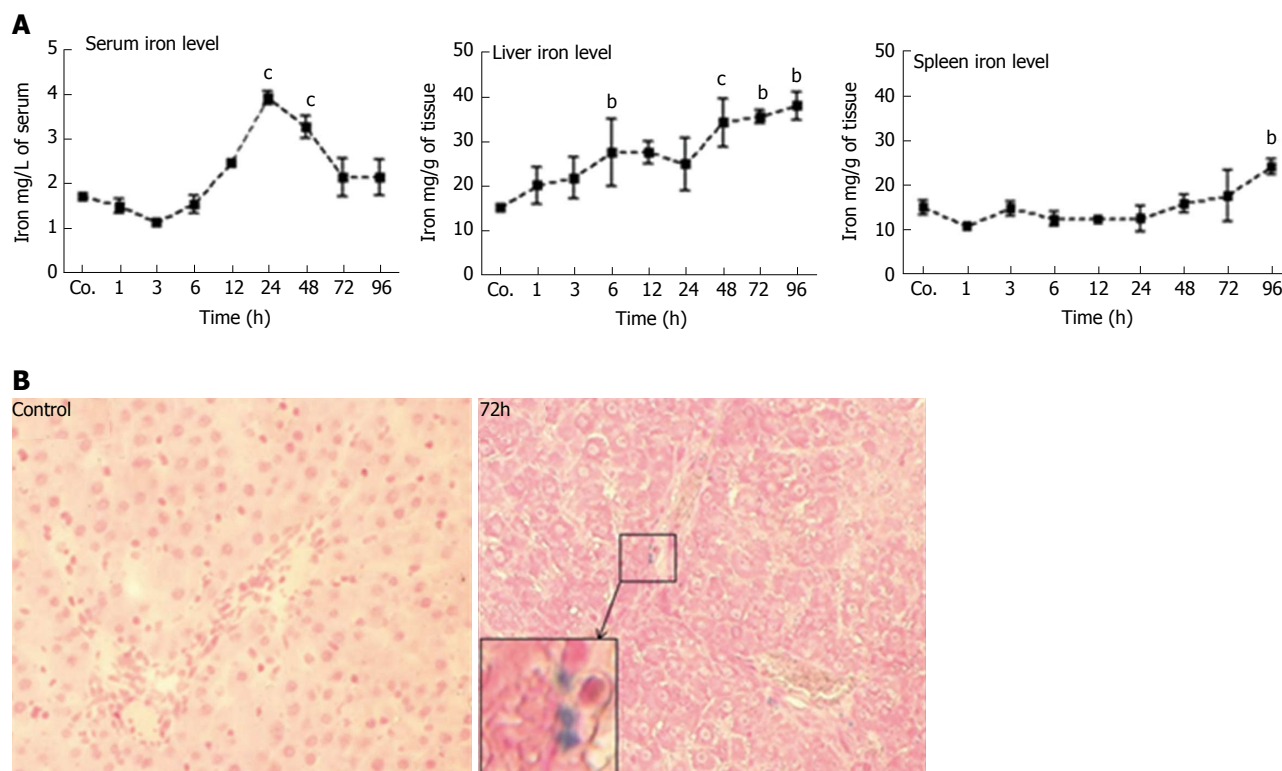 A
Serum iron level
Iron mg/L of serum
5
4
3
2
1
0
c
c
Co. 1 3 6 12 24 48 72 96
Time (h)
Liver iron level
Iron mg/g of tissue
50
40
30
20
10
0
b
c
b
b
Co. 1 3 6 12 24 48 72 96
Time (h)
Spleen iron level
Iron mg/g of tissue
50
40
30
20
10
0
b
Co. 1 3 6 12 24 48 72 96
Time (h)
B
Control
72h